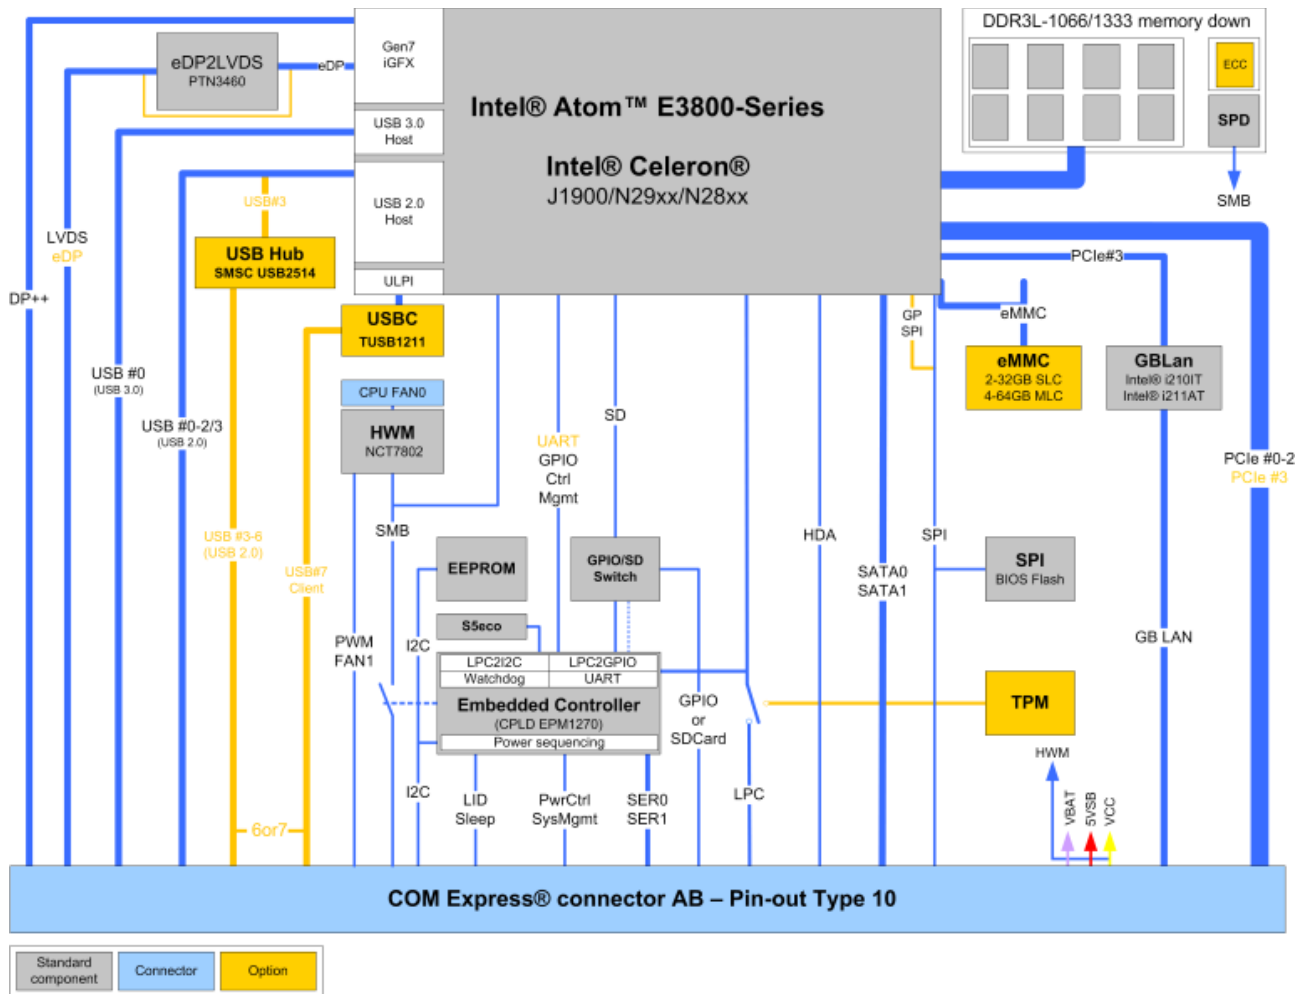 DDR3L-1066/1333 memory down
Gen7
iGFX
eDP2LVDS
PTN3460
eDP
ECC
Intel® Atom™ E3800-Series
USB 3.0
Host
SPD
Intel® Celeron®
J1900/N29xx/N28xx
USB#3
USB 2.0
Host
SMB
LVDS
eDP
USB Hub
SMSC USB2514
PCIe#3
ULPI
DP++
USBC
TUSB1211
GP
SPI
eMMC
eMMC
2-32GB SLC
4-64GB MLC
GBLan
Intel® i210IT
Intel® i211AT
USB #0
(USB 3.0)
CPU FAN0
USB #0-2/3
(USB 2.0)
HWM
NCT7802
SD
UART
GPIO
Ctrl
Mgmt
PCIe #0-2
PCIe #3
USB #3-6
(USB 2.0)
SMB
HDA
SPI
EEPROM
GPIO/SD
Switch
SPI
BIOS Flash
USB#7
Client
SATA0
SATA1
S5eco
PWM
FAN1
I2C
GB LAN
LPC2I2C
LPC2GPIO
Watchdog
UART
Embedded Controller
(CPLD EPM1270)
Power sequencing
GPIO
or
SDCard
TPM
HWM
I2C
LID
Sleep
PwrCtrl
SysMgmt
SER0
SER1
LPC
VBAT
5VSB
VCC
6or7
COM Express® connector AB – Pin-out Type 10
Standard
component
Connector
Option